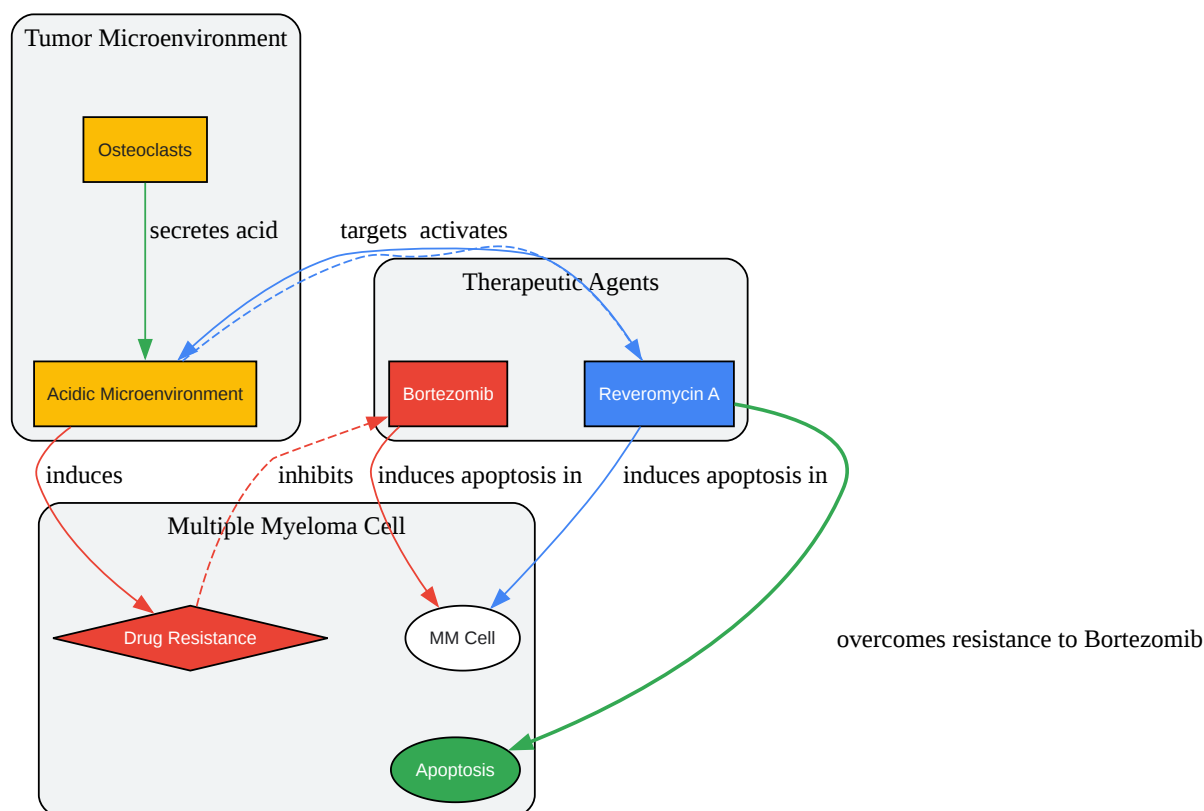 Tumor Microenvironment
Osteoclasts
secretes acid
targets activates
Therapeutic Agents
Acidic Microenvironment
Bortezomib
Reveromycin A
induces
inhibits
induces apoptosis in
induces apoptosis in
Multiple Myeloma Cell
Drug Resistance
MM Cell
overcomes resistance to Bortezomib
Apoptosis